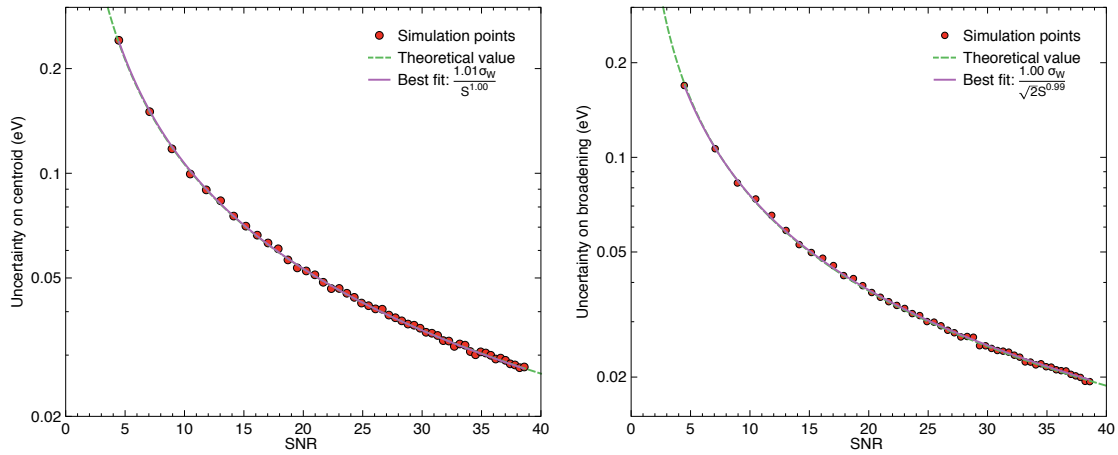 Uncertainty on centroid (eV)
0.2
0.1
0.05
0.02
0 5 10 15 20 25 30 35 40
SNR
Simulation points
Theoretical value
Best fit: 1.01σW / S^1.00
Uncertainty on broadening (eV)
0.2
0.1
0.05
0.02
0 5 10 15 20 25 30 35 40
SNR
Simulation points
Theoretical value
Best fit: 1.00 σW / √2S^0.99